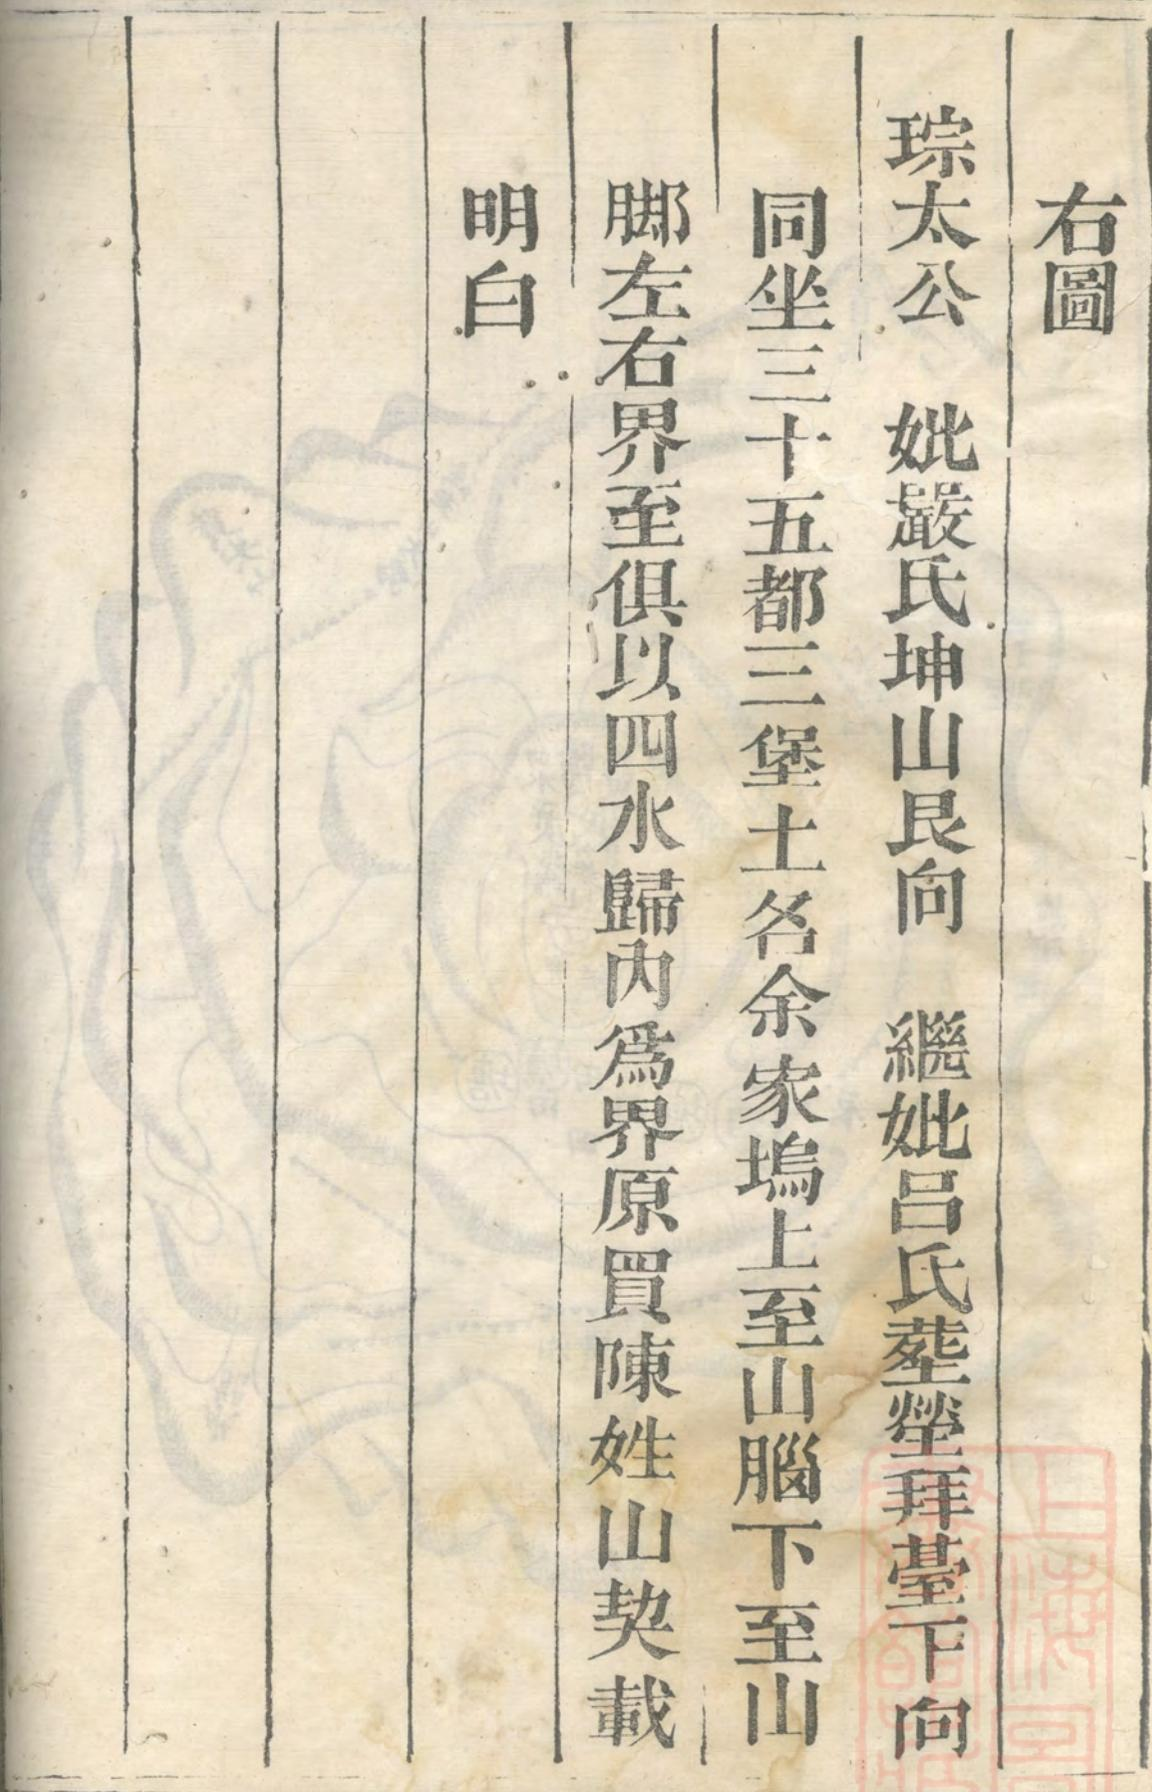 右圖
琮太公　妣嚴氏坤山艮向　繼妣呂氏塟塋拜臺下向
同坐三十五都三堡土名余家塢上至山腦下至山
脚左右界至俱以四水歸內爲界原買陳姓山契載
明白